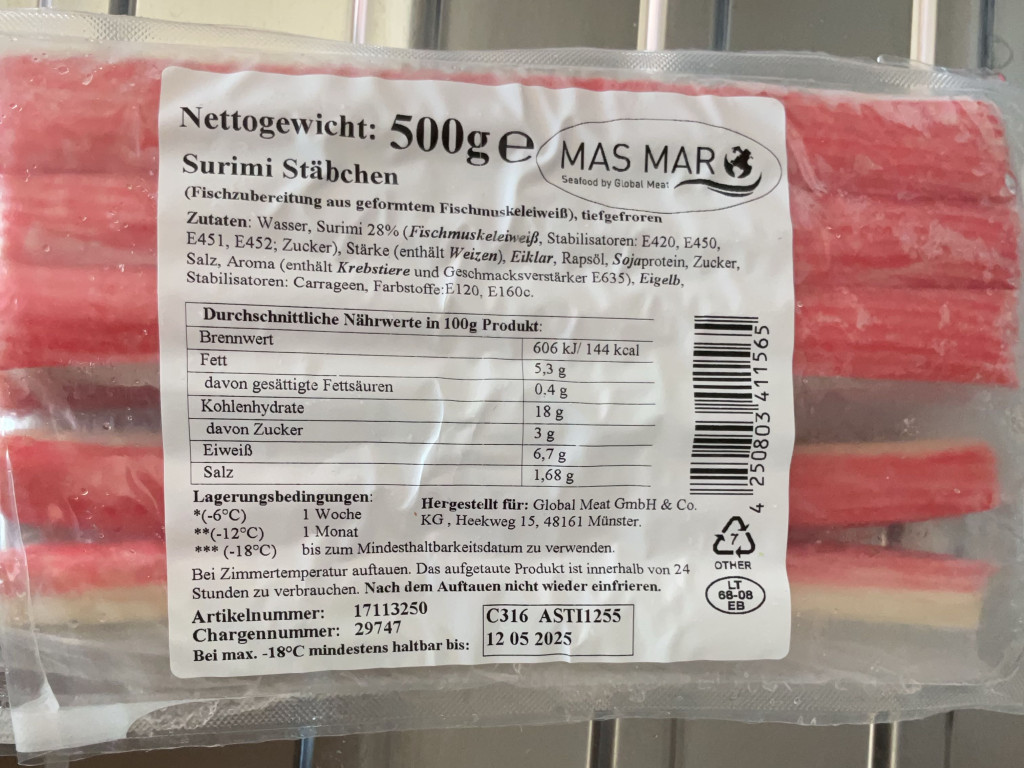 Nettogewicht: 500g e
MAS MAR
Seafood by Global Meat
Surimi Stäbchen
(Fischzubereitung aus geformtem Fischmuskeleiweiß), tiefgefroren
Zutaten: Wasser, Surimi 28% (Fischmuskeleiweiß, Stabilisatoren: E420, E450,
E451, E452; Zucker), Stärke (enthält Weizen), Eiklar, Rapsöl, Sojaprotein, Zucker,
Salz, Aroma (enthält Krebstiere und Geschmacksverstärker E635), Eigelb,
Stabilisatoren: Carrageen, Farbstoffe:E120, E160c.
Durchschnittliche Nährwerte in 100g Produkt:
Brennwert 606 kJ/ 144 kcal
Fett 5,3 g
davon gesättigte Fettsäuren 0.4 g
Kohlenhydrate 18 g
davon Zucker 3 g
Eiweiß 6,7 g
Salz 1,68 g
4 250803 411565
Lagerungsbedingungen:
*(-6°C) 1 Woche
**(-12°C) 1 Monat
*** (-18°C) bis zum Mindesthaltbarkeitsdatum zu verwenden.
Hergestellt für: Global Meat GmbH & Co.
KG , Heekweg 15, 48161 Münster.
7
OTHER
Bei Zimmertemperatur auftauen. Das aufgetaute Produkt ist innerhalb von 24
Stunden zu verbrauchen. Nach dem Auftauen nicht wieder einfrieren.
LT
68-08
EB
Artikelnummer: 17113250
Chargennummer: 29747
Bei max. -18°C mindestens haltbar bis:
C316 ASTI1255
12 05 2025